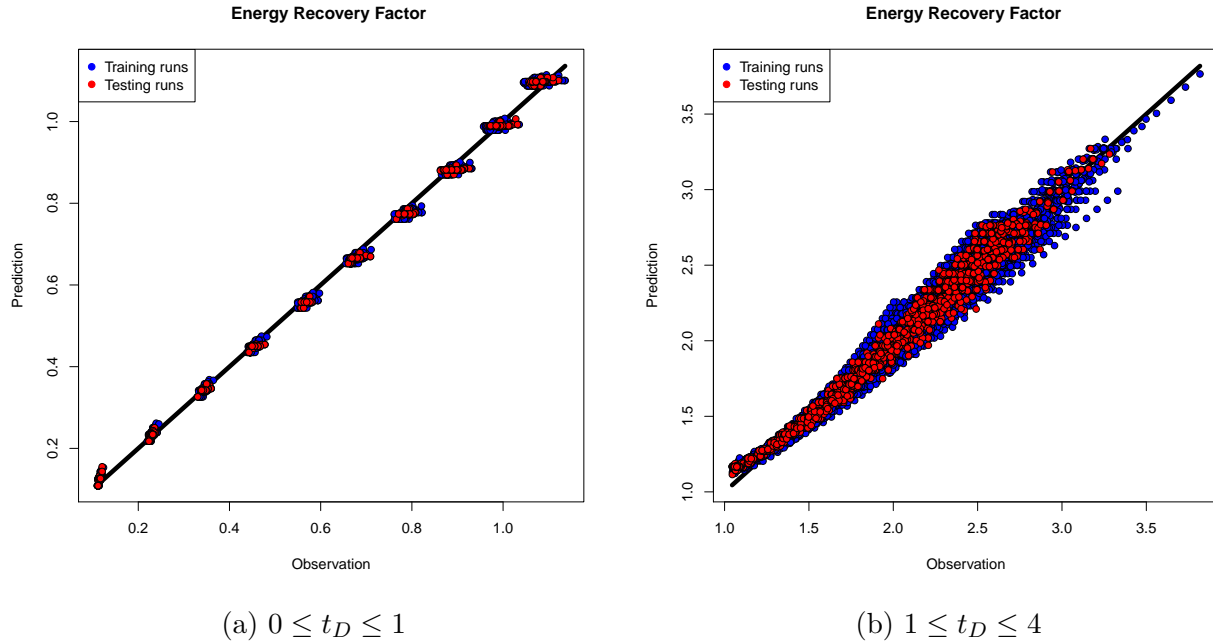 Energy Recovery Factor
Training runs
Testing runs
Prediction
1.0
0.8
0.6
0.4
0.2
0.2 0.4 0.6 0.8 1.0
Observation
(a) 0 ≤ t_D ≤ 1
Energy Recovery Factor
Training runs
Testing runs
Prediction
3.5
3.0
2.5
2.0
1.5
1.0
1.0 1.5 2.0 2.5 3.0 3.5
Observation
(b) 1 ≤ t_D ≤ 4